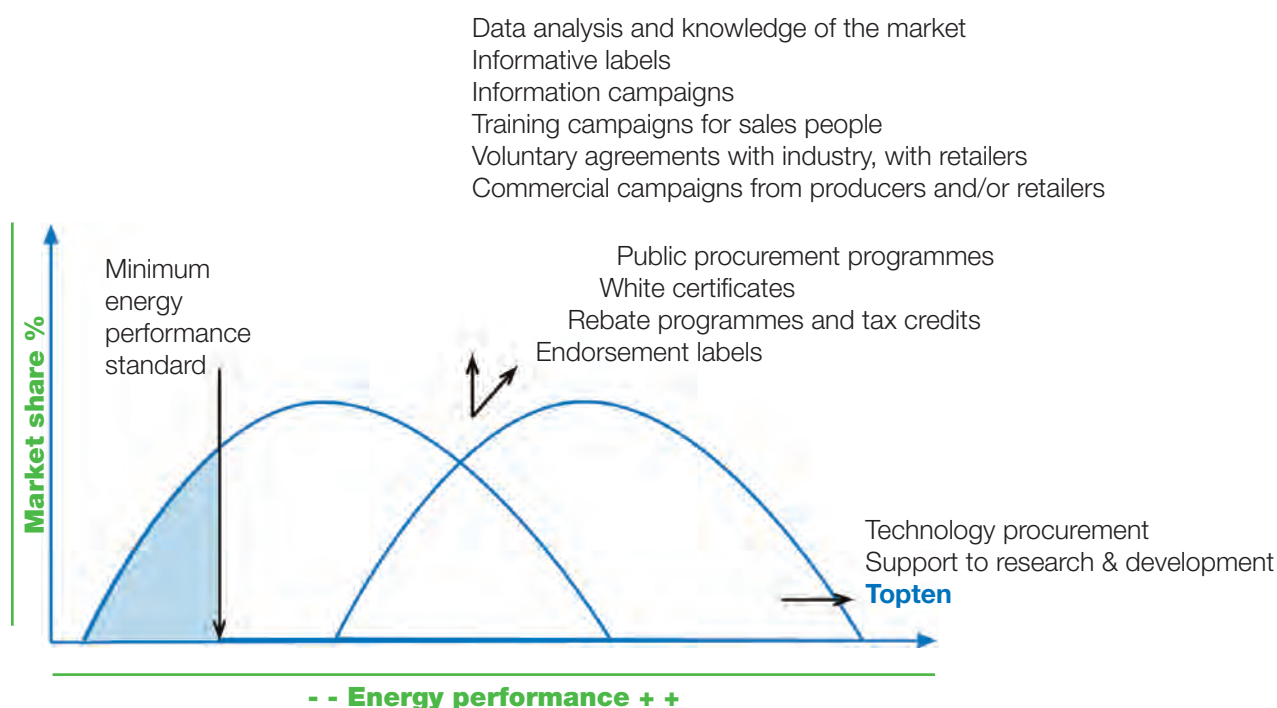 Data analysis and knowledge of the market
Informative labels
Information campaigns
Training campaigns for sales people
Voluntary agreements with industry, with retailers
Commercial campaigns from producers and/or retailers
Public procurement programmes
White certificates
Rebate programmes and tax credits
Endorsement labels
Minimum
energy
performance
standard
Market share %
Technology procurement
Support to research & development
Topten
- - Energy performance + +